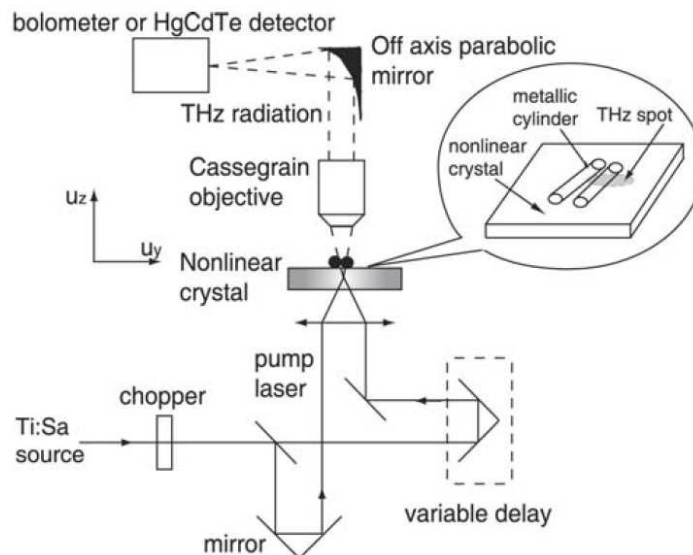 bolometer or HgCdTe detector
Off axis parabolic
mirror
THz radiation
metallic
cylinder
THz spot
nonlinear
crystal
Cassegrain
objective
uz
uy
Nonlinear
crystal
pump
laser
chopper
Ti:Sa
source
mirror
variable delay